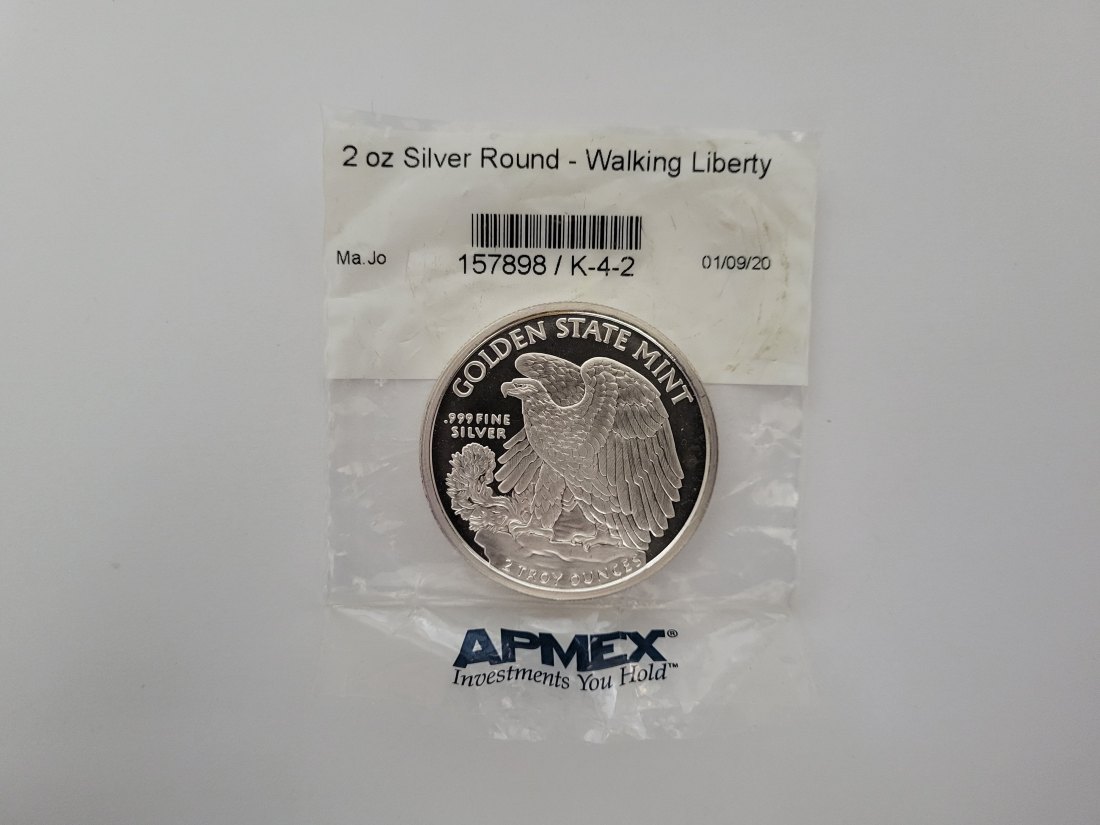 2 oz Silver Round - Walking Liberty
Ma.Jo
157898 / K-4-2
01/09/20
GOLDEN STATE MINT
.999 FINE
SILVER
2 TROY OUNCES
APMEX®
Investments You Hold™